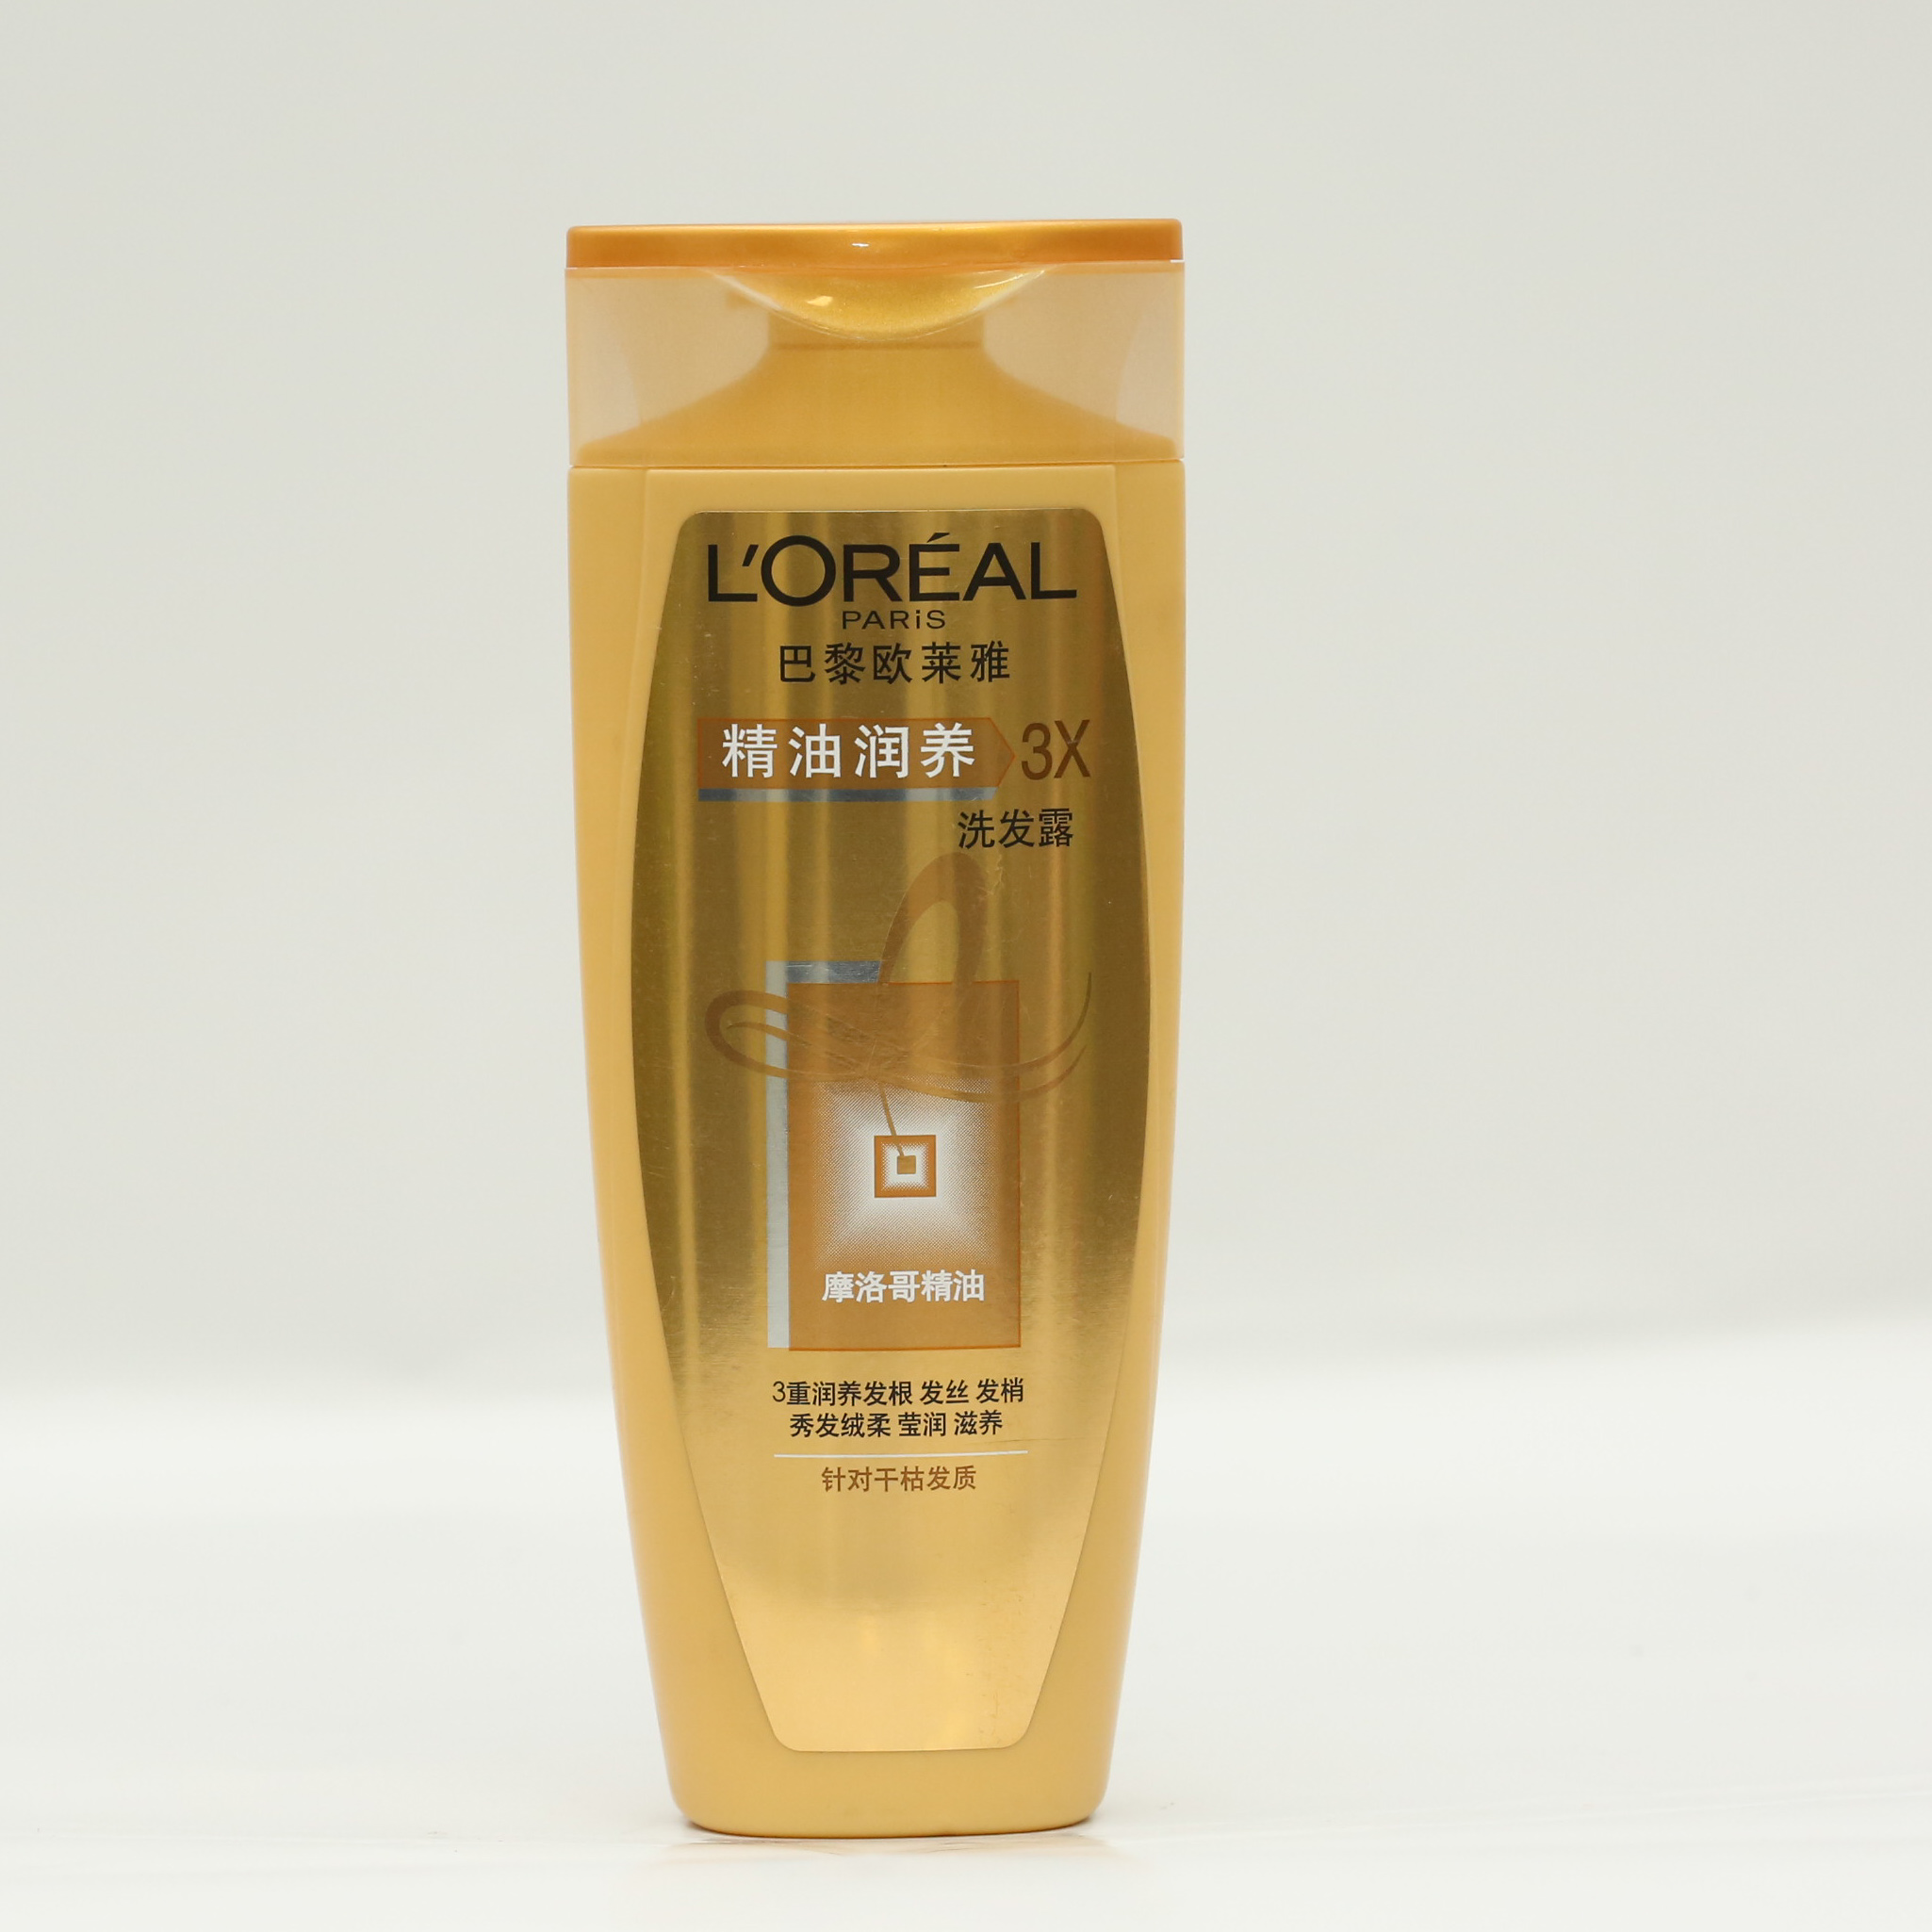 L'ORÉAL
PARiS
巴黎欧莱雅
精油润养 3X
洗发露
摩洛哥精油
3重润养发根 发丝 发梢
秀发绒柔 莹润 滋养
针对干枯发质